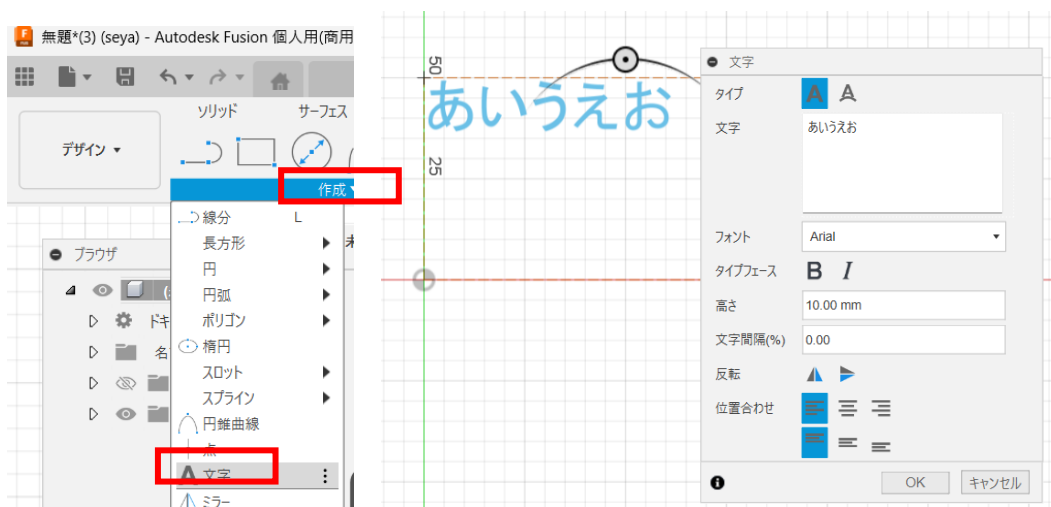 無題*(3) (seya) - Autodesk Fusion 個人用(商用
ソリッド
サーフェス
デザイン
作成
線分 L
長方形
円
円弧
ポリゴン
楕円
スロット
スプライン
円錐曲線
点
文字
ミラー
ブラウザ
ドキ
名
50
25
あいうえお
文字
タイプ
文字
あいうえお
フォント
Arial
タイプフェース
B I
高さ
10.00 mm
文字間隔(%)
0.00
反転
位置合わせ
OK
キャンセル